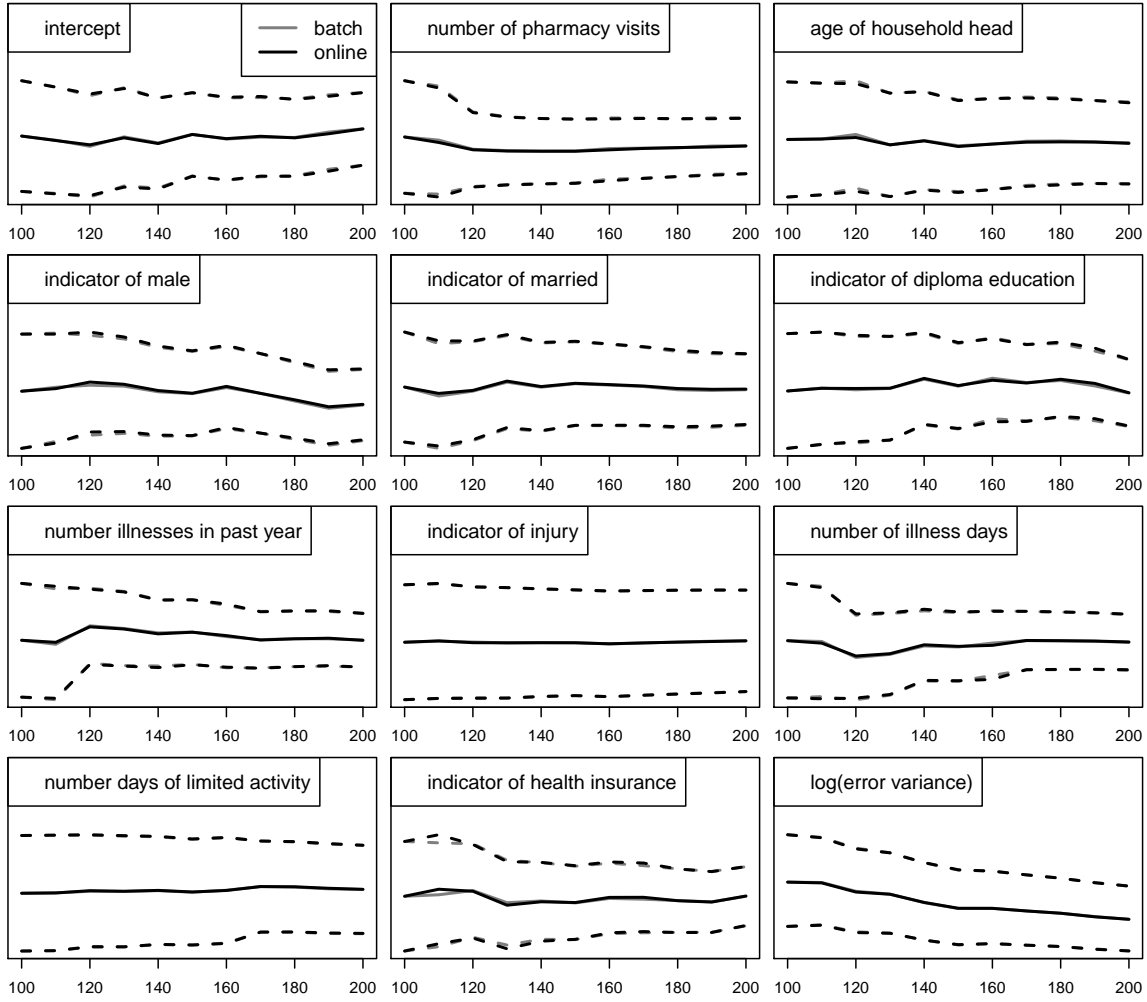 intercept
batch
online
number of pharmacy visits
age of household head
100 120 140 160 180 200
100 120 140 160 180 200
100 120 140 160 180 200
indicator of male
indicator of married
indicator of diploma education
100 120 140 160 180 200
100 120 140 160 180 200
100 120 140 160 180 200
number illnesses in past year
indicator of injury
number of illness days
100 120 140 160 180 200
100 120 140 160 180 200
100 120 140 160 180 200
number days of limited activity
indicator of health insurance
log(error variance)
100 120 140 160 180 200
100 120 140 160 180 200
100 120 140 160 180 200